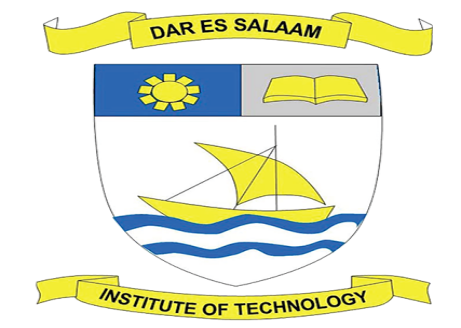 DAR ES SALAAM
INSTITUTE OF TECHNOLOGY